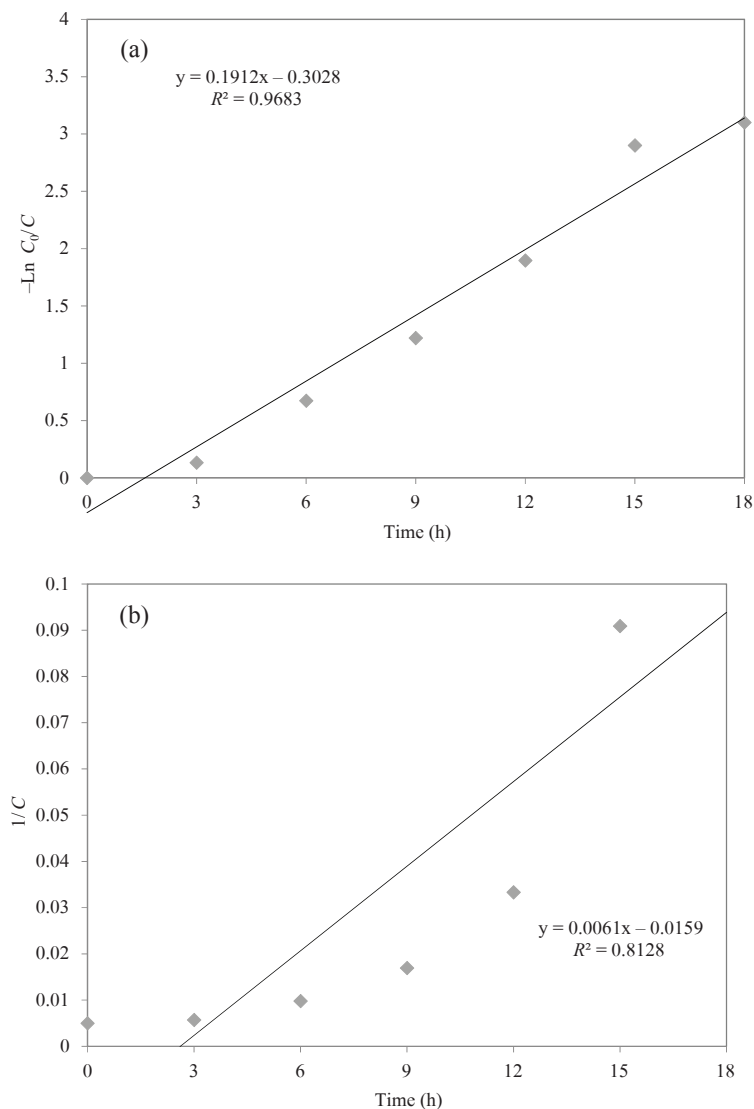 4
(a)
y = 0.1912x – 0.3028
R² = 0.9683
3.5
3
2.5
2
1.5
1
0.5
0
–Ln C₀/C
0 3 6 9 12 15 18
Time (h)
0.1
(b)
0.09
0.08
0.07
0.06
0.05
0.04
0.03
0.02
0.01
0
1/C
y = 0.0061x – 0.0159
R² = 0.8128
0 3 6 9 12 15 18
Time (h)